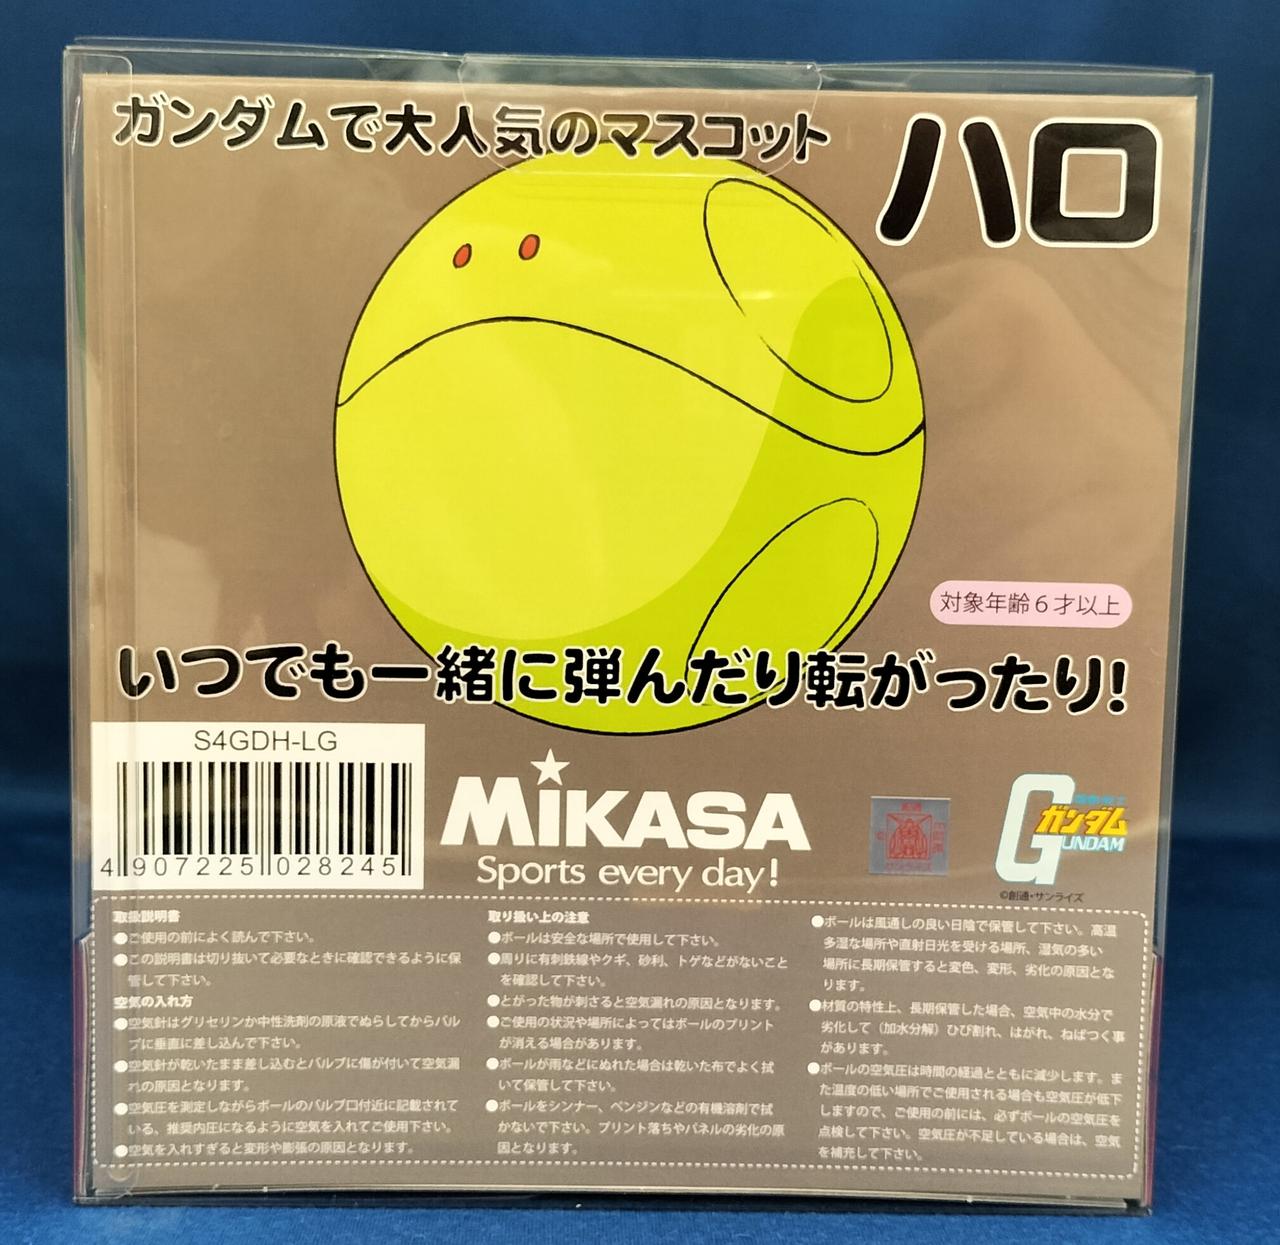 ガンダムで大人気のマスコット
ハロ
対象年齢6才以上
いつでも一緒に弾んだり転がったり!
S4GDH-LG
4 907225 028245
MiKASA
Sports every day!
ガンダム
GUNDAM
©創通・サンライズ
取扱説明書
●ご使用の前によく読んで下さい。
●この説明書は切り抜いて必要なときに確認できるように保
管して下さい。
空気の入れ方
●空気針はグリセリンか中性洗剤の原液でぬらしてからバル
ブに垂直に差し込んで下さい。
●空気針が乾いたまま差し込むとバルブに傷が付いて空気漏
れの原因となります。
●空気圧を測定しながらボールのバルブ口付近に記載されて
いる、推奨内圧になるように空気を入れてご使用下さい。
●空気を入れすぎると変形や膨張の原因となります。
取り扱い上の注意
●ボールは安全な場所で使用して下さい。
●周りに有刺鉄線やクギ、砂利、トゲなどがないこと
を確認して下さい。
●とがった物が刺さると空気漏れの原因となります。
●ご使用の状況や場所によってはボールのプリント
が消える場合があります。
●ボールが雨などにぬれた場合は乾いた布でよく拭
いて保管して下さい。
●ボールをシンナー、ベンジンなどの有機溶剤で拭
かないで下さい。プリント落ちやパネルの劣化の原
因となります。
●ボールは風通しの良い日陰で保管して下さい。高温
多湿な場所や直射日光を受ける場所、湿気の多い
場所に長期保管すると変色、変形、劣化の原因とな
ります。
●材質の特性上、長期保管した場合、空気中の水分で
劣化して（加水分解）ひび割れ、はがれ、ねばつく事
があります。
●ボールの空気圧は時間の経過とともに減少します。ま
た温度の低い場所でご使用される場合も空気圧が低下
しますので、ご使用の前には、必ずボールの空気圧を
点検して下さい。空気圧が不足している場合は、空気
を補充して下さい。